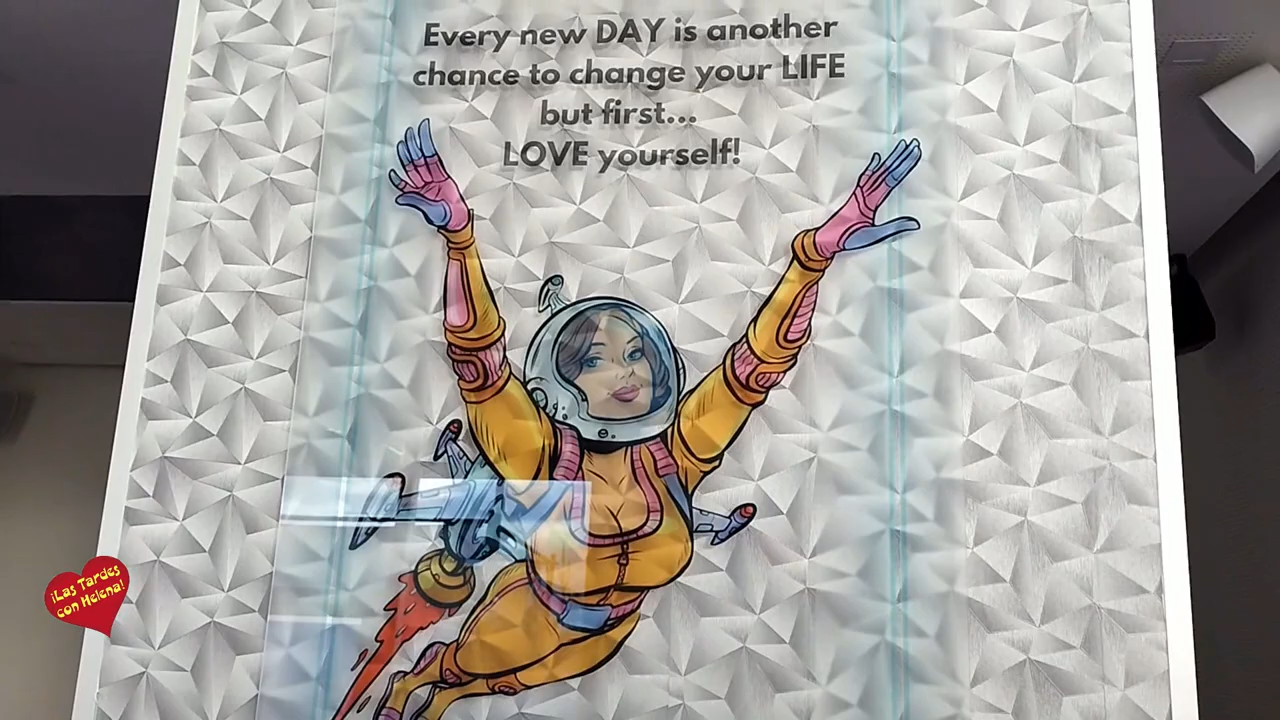 Every new DAY is another
chance to change your LIFE
but first...
LOVE yourself!
¡Las Tardes
con Helena!